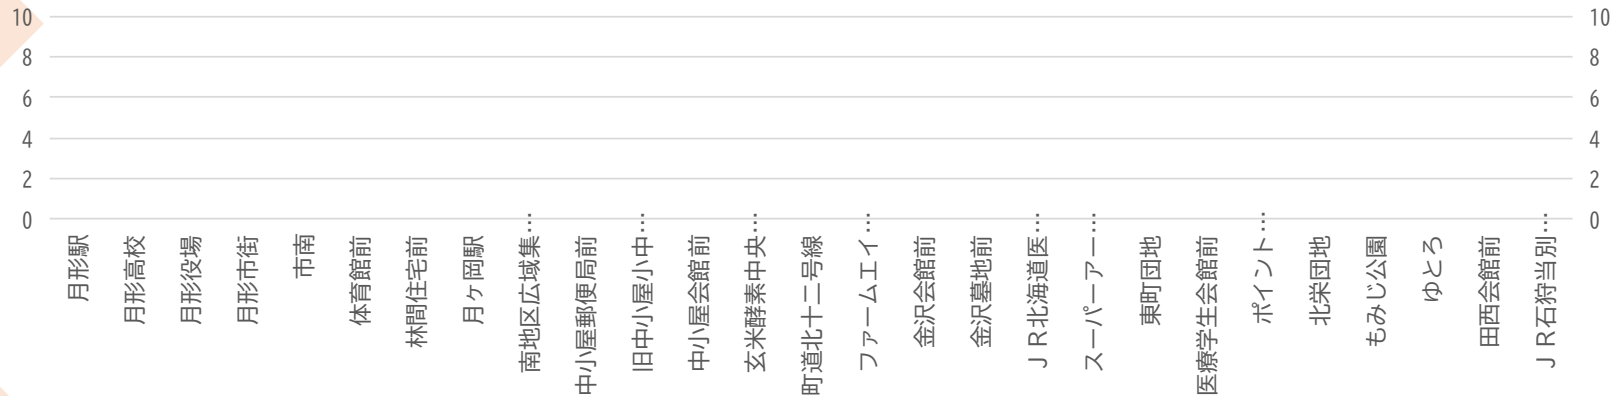 10
8
6
4
2
0
10
8
6
4
2
0
月形駅
月形高校
月形役場
月形市街
市南
体育館前
林間住宅前
月ヶ岡駅
南地区広域集…
中小屋郵便局前
旧中小屋小中…
中小屋会館前
玄米酵素中央…
町道北十二号線
ファームエイ…
金沢会館前
金沢墓地前
ＪＲ北海道医…
スーパーアー…
東町団地
医療学生会館前
ポイント…
北栄団地
もみじ公園
ゆとろ
田西会館前
ＪＲ石狩当別…